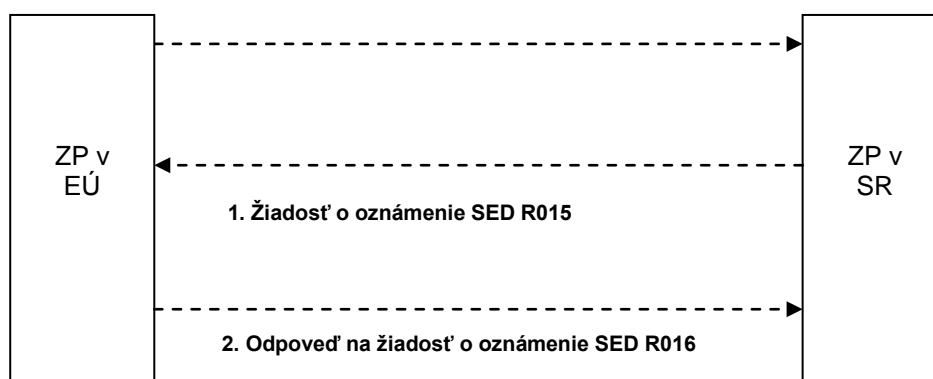 ZP v
EÚ
ZP v
SR
1. Žiadosť o oznámenie SED R015
2. Odpoveď na žiadosť o oznámenie SED R016